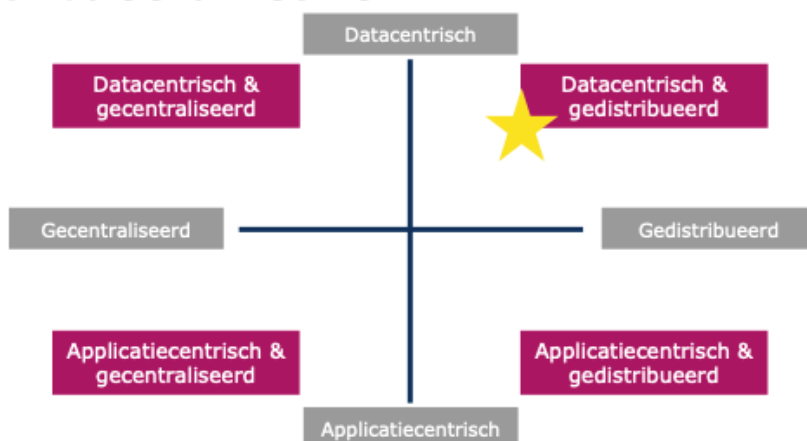 Datacentrisch
Datacentrisch &
gecentraliseerd
Datacentrisch &
gedistribueerd
Gecentraliseerd
Gedistribueerd
Applicatiecentrisch &
gecentraliseerd
Applicatiecentrisch &
gedistribueerd
Applicatiecentrisch